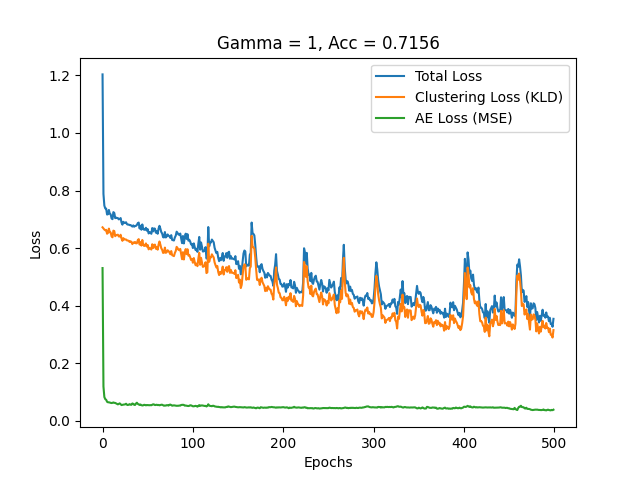 Gamma = 1, Acc = 0.7156
Total Loss
Clustering Loss (KLD)
AE Loss (MSE)
1.2
1.0
0.8
0.6
0.4
0.2
0.0
Loss
0 100 200 300 400 500
Epochs